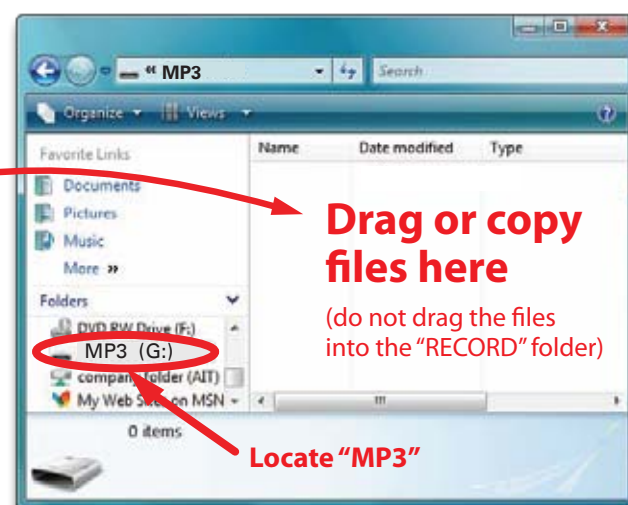 « MP3
Search
Organize Views
Name Date modified Type
Favorite Links
Documents
Pictures
Music
More »
Folders
DVD RW Drive (F:)
MP3 (G:)
company folder (AIT)
My Web Sites on MSN
0 items
Drag or copy
files here
(do not drag the files
into the “RECORD” folder)
Locate “MP3”